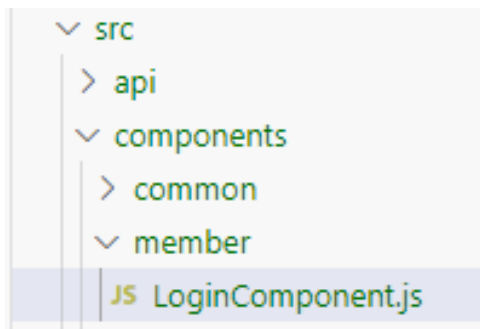 src
api
components
common
member
JS LoginComponent.js